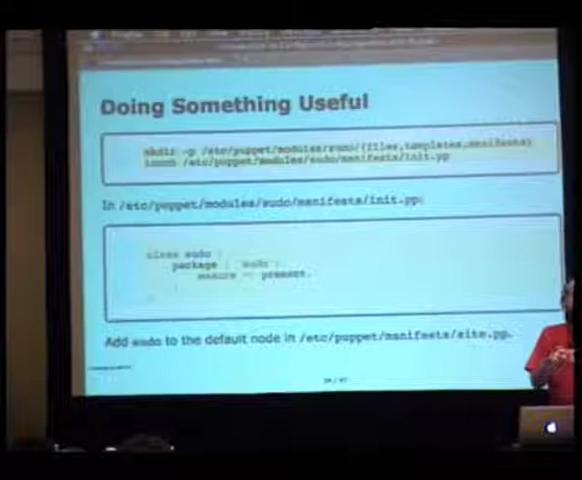 Doing Something Useful
mkdir -p /etc/puppet/modules/sudo/{files,templates,manifests}
touch /etc/puppet/modules/sudo/manifests/init.pp
In /etc/puppet/modules/sudo/manifests/init.pp:
class sudo {
package { sudo :
ensure => present,
Add sudo to the default node in /etc/puppet/manifests/site.pp.